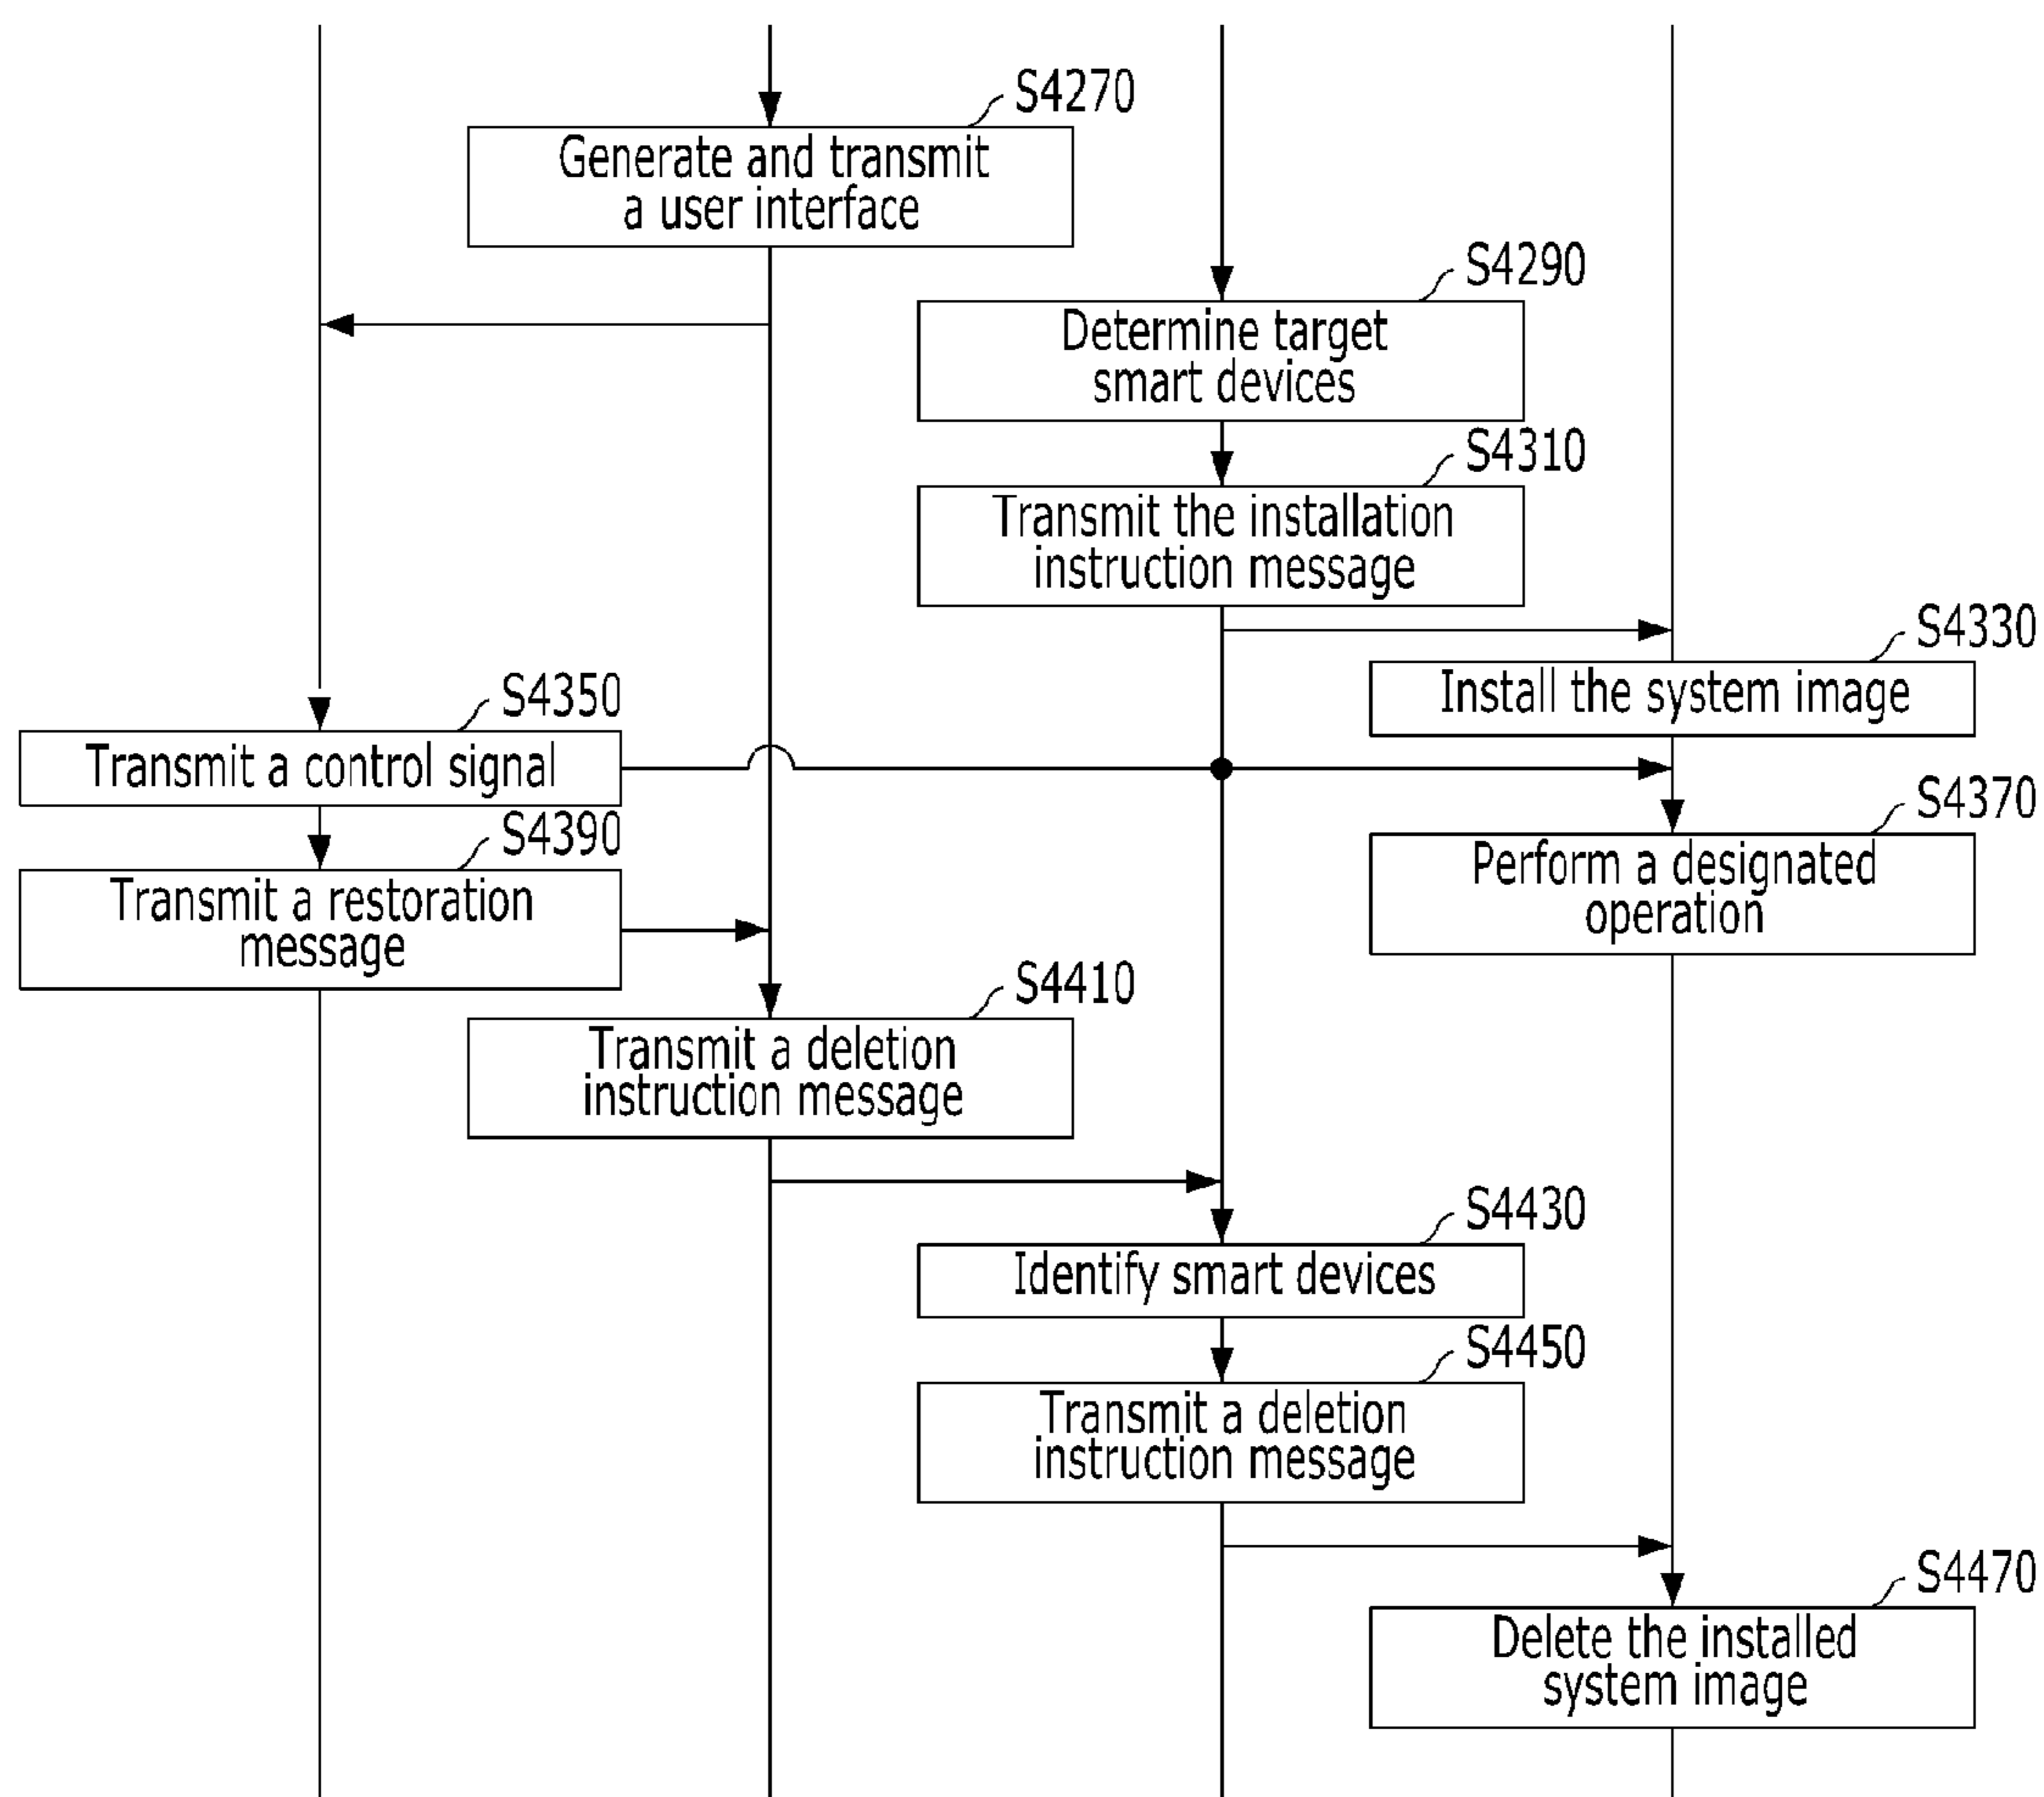 S4270
Generate and transmit
a user interface
S4290
Determine target
smart devices
S4310
Transmit the installation
instruction message
S4330
Install the system image
S4350
Transmit a control signal
S4370
Perform a designated
operation
S4390
Transmit a restoration
message
S4410
Transmit a deletion
instruction message
S4430
Identify smart devices
S4450
Transmit a deletion
instruction message
S4470
Delete the installed
system image